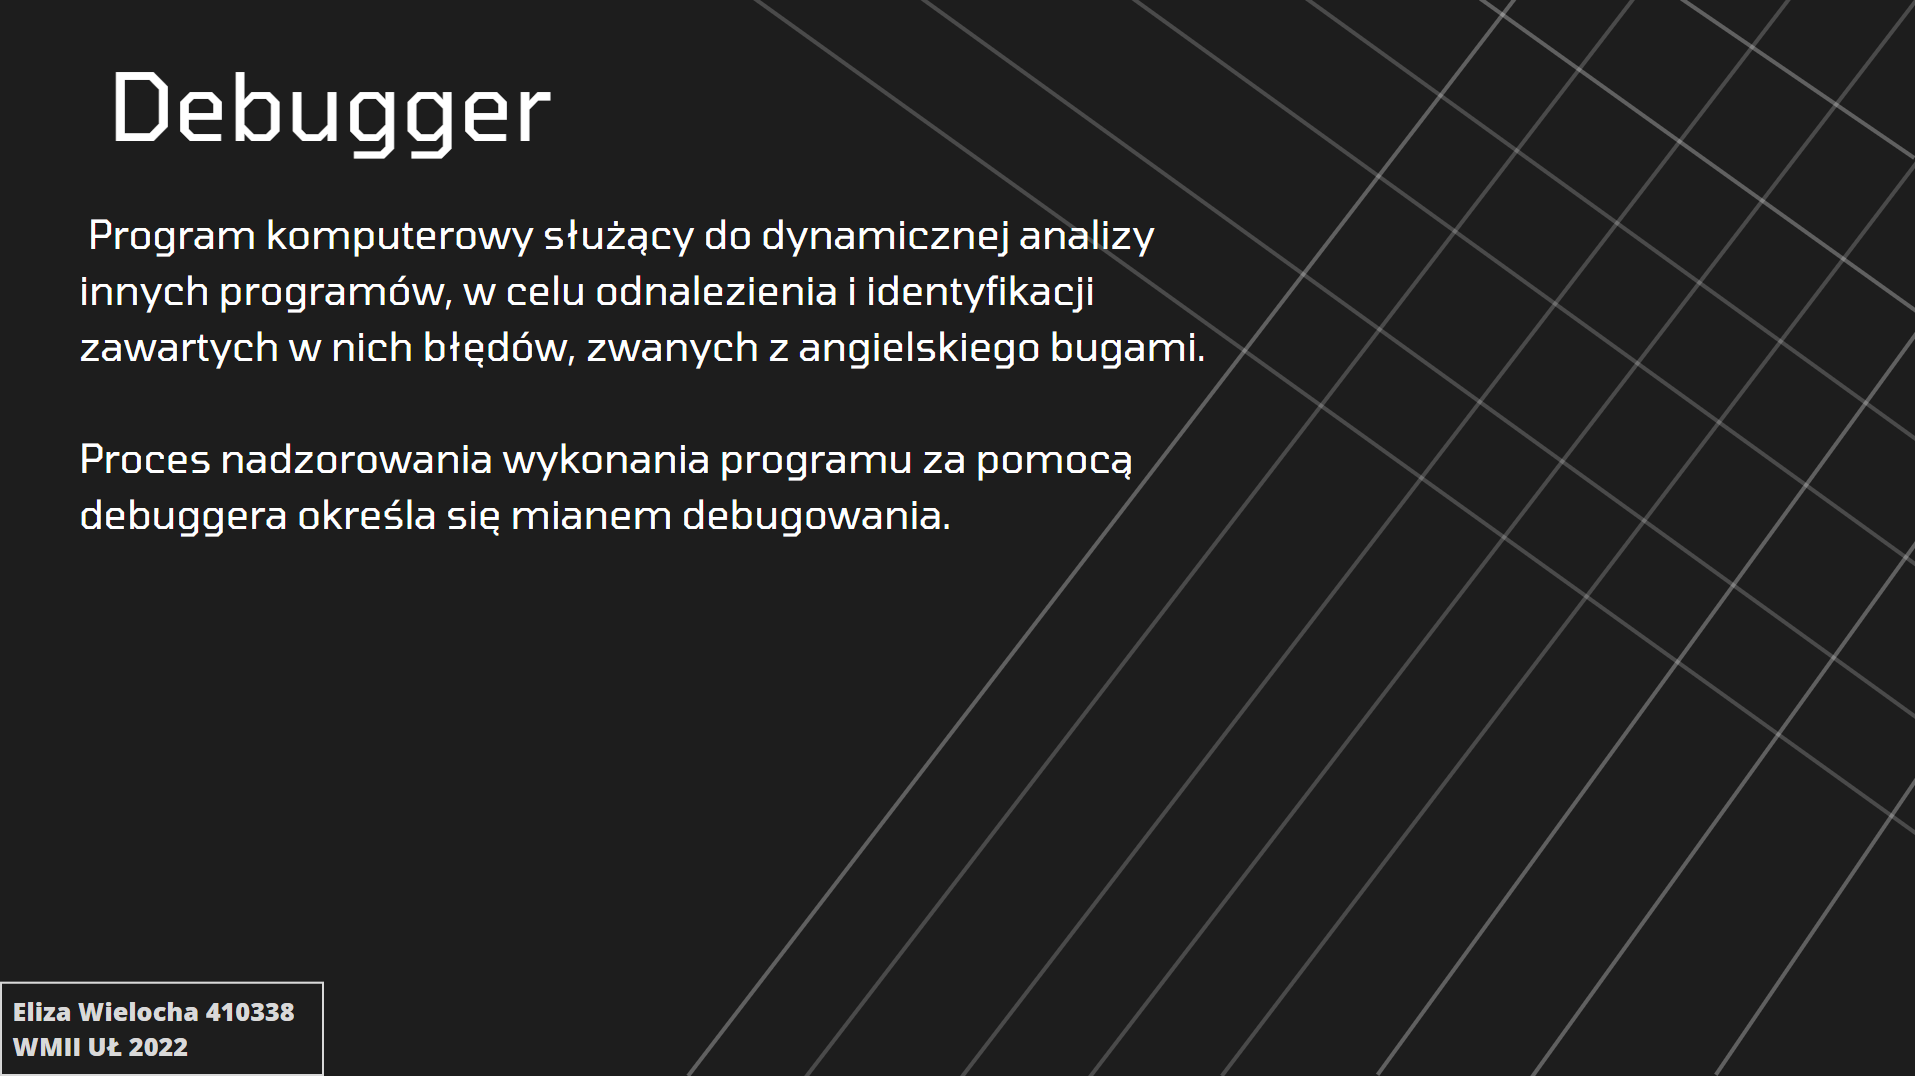 Debugger
Program komputerowy służący do dynamicznej analizy
innych programów, w celu odnalezienia i identyfikacji
zawartych w nich błędów, zwanych z angielskiego bugami.
Proces nadzorowania wykonania programu za pomocą
debuggera określa się mianem debugowania.
Eliza Wielocha 410338
WMII UŁ 2022